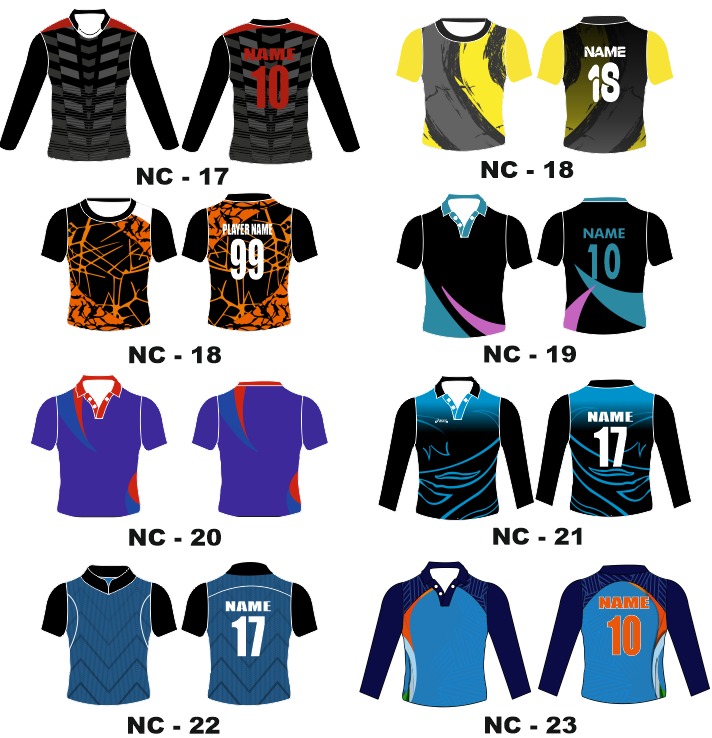 NAME
10
NC - 17
NAME
18
NC - 18
PLAYER NAME
99
NC - 18
NAME
10
NC - 19
NC - 20
NAME
17
NC - 21
NAME
17
NC - 22
NAME
10
NC - 23